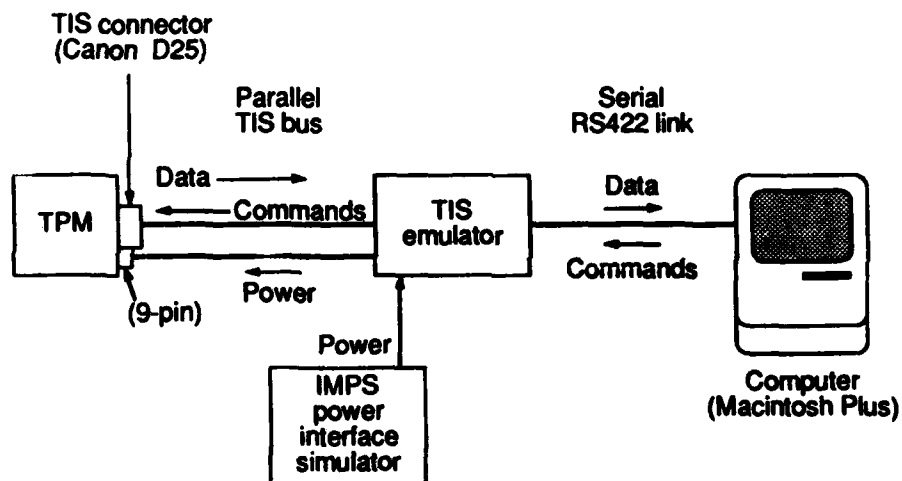 TIS connector
(Canon D25)
Parallel
TIS bus
Serial
RS422 link
Data
Commands
TPM
TIS
emulator
Data
Commands
Power
(9-pin)
Power
IMPS
power
interface
simulator
Computer
(Macintosh Plus)